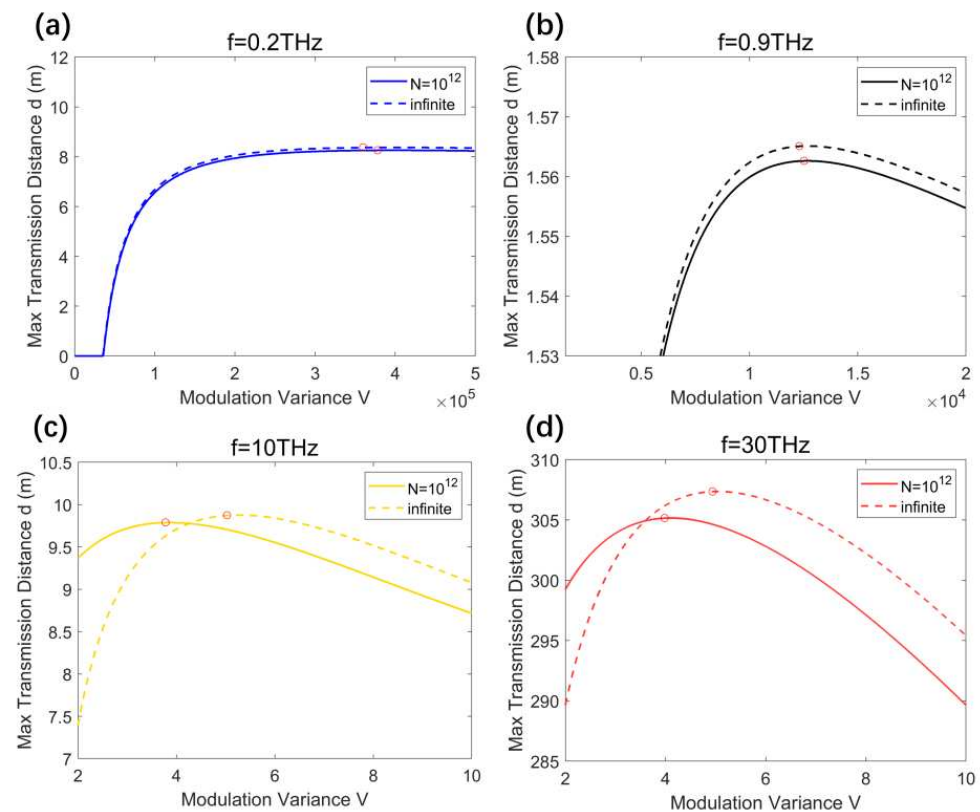 (a)
f=0.2THz
Max Transmission Distance d (m)
12
10
8
6
4
2
0
N=10^12
infinite
0 1 2 3 4 5
Modulation Variance V
×10^5
(b)
f=0.9THz
Max Transmission Distance d (m)
1.58
1.57
1.56
1.55
1.54
1.53
N=10^12
infinite
0.5 1 1.5 2
Modulation Variance V
×10^4
(c)
f=10THz
Max Transmission Distance d (m)
10.5
10
9.5
9
8.5
8
7.5
7
N=10^12
infinite
2 4 6 8 10
Modulation Variance V
(d)
f=30THz
Max Transmission Distance d (m)
310
305
300
295
290
285
N=10^12
infinite
2 4 6 8 10
Modulation Variance V